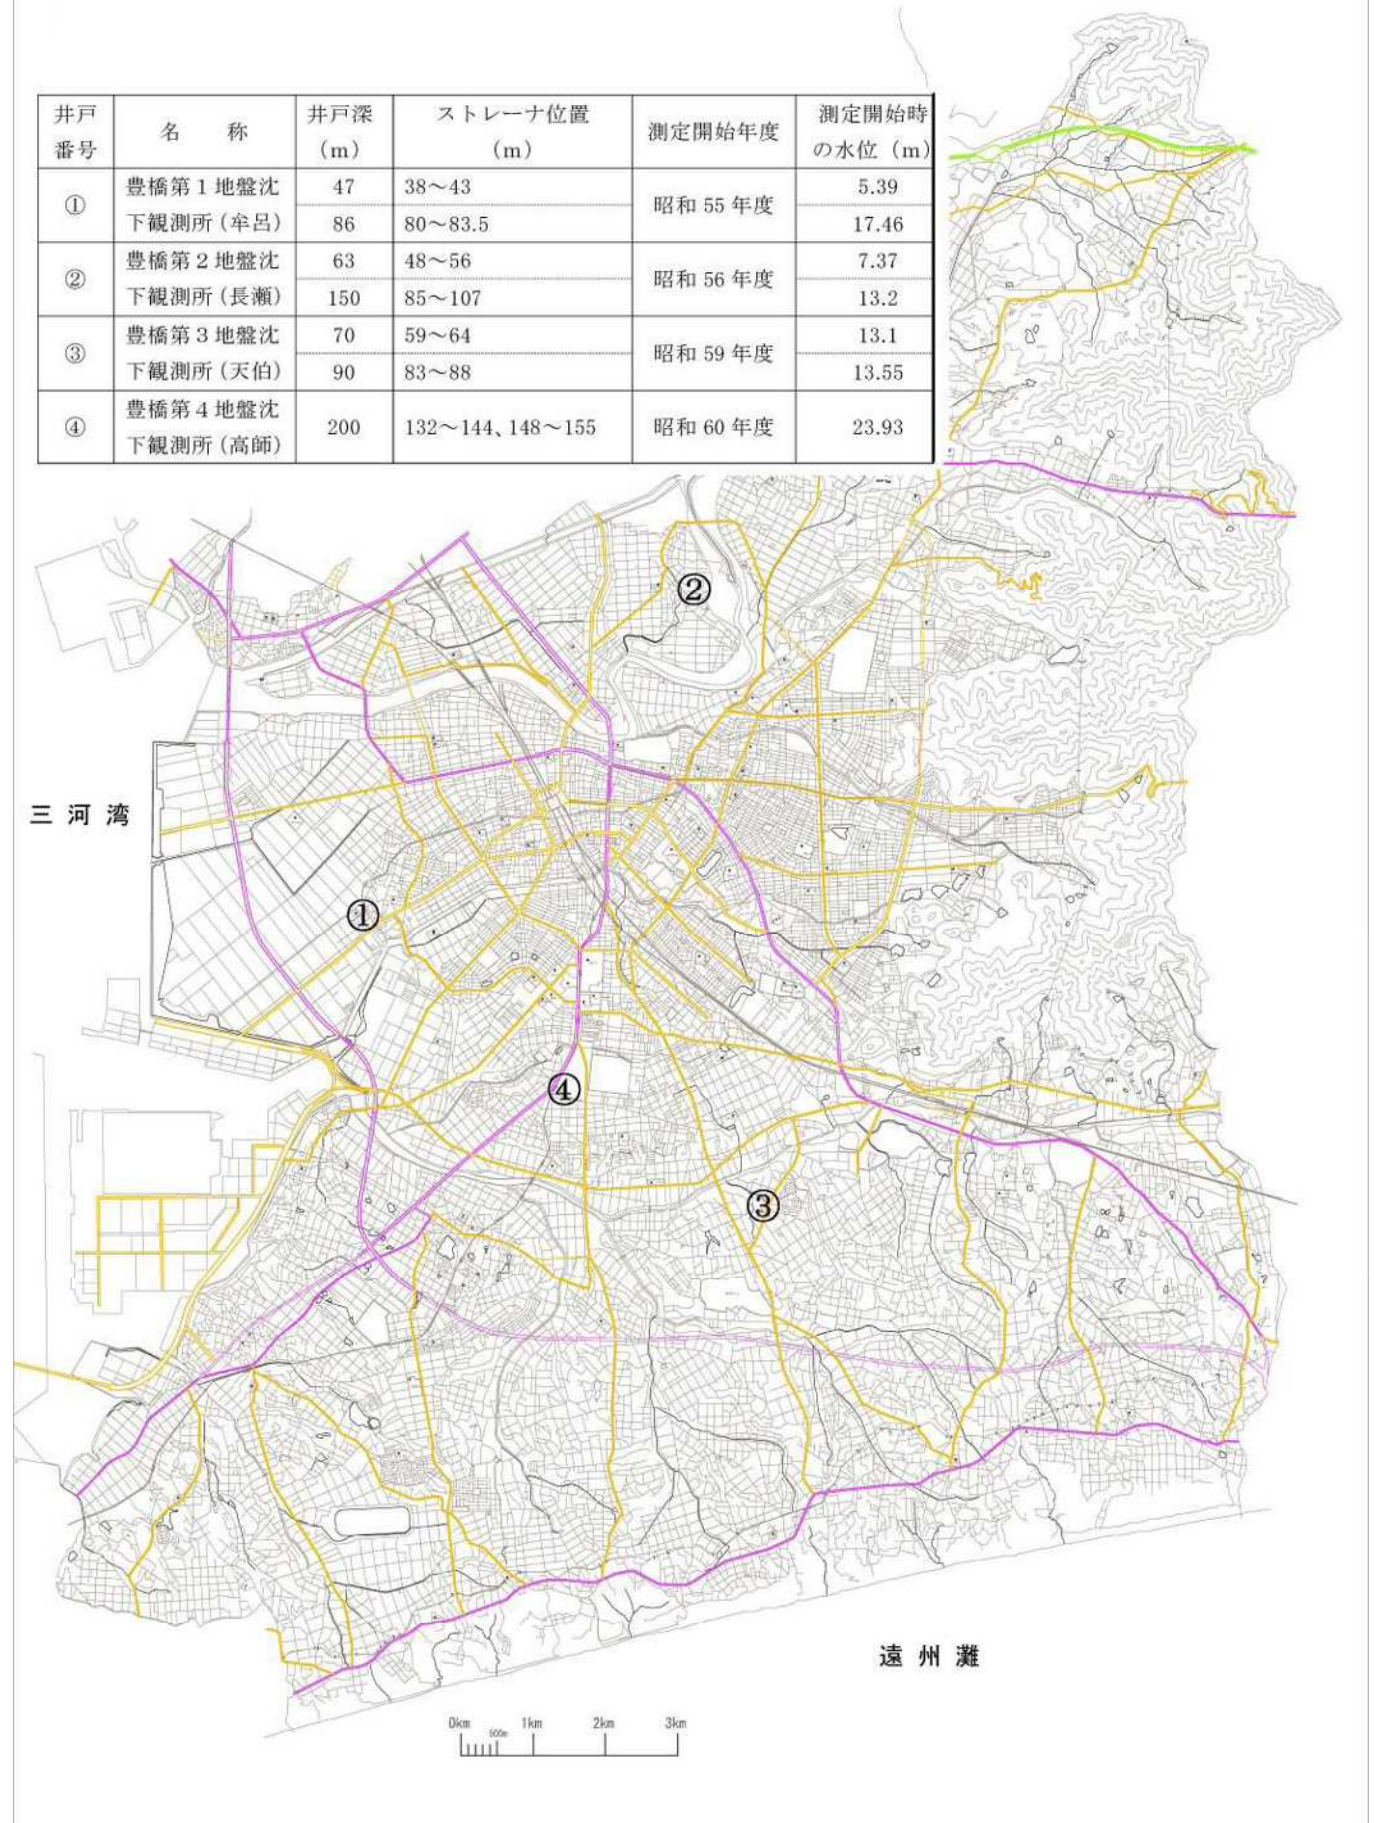 井戸番号 名　称 井戸深（m） ストレーナ位置（m） 測定開始年度 測定開始時の水位（m）
① 豊橋第１地盤沈下観測所（牟呂） 47 38～43 昭和 55 年度 5.39
86 80～83.5 17.46
② 豊橋第２地盤沈下観測所（長瀬） 63 48～56 昭和 56 年度 7.37
150 85～107 13.2
③ 豊橋第３地盤沈下観測所（天伯） 70 59～64 昭和 59 年度 13.1
90 83～88 13.55
④ 豊橋第４地盤沈下観測所（高師） 200 132～144、148～155 昭和 60 年度 23.93
②
三河湾
①
④
③
遠州灘
0km 500m 1km 2km 3km